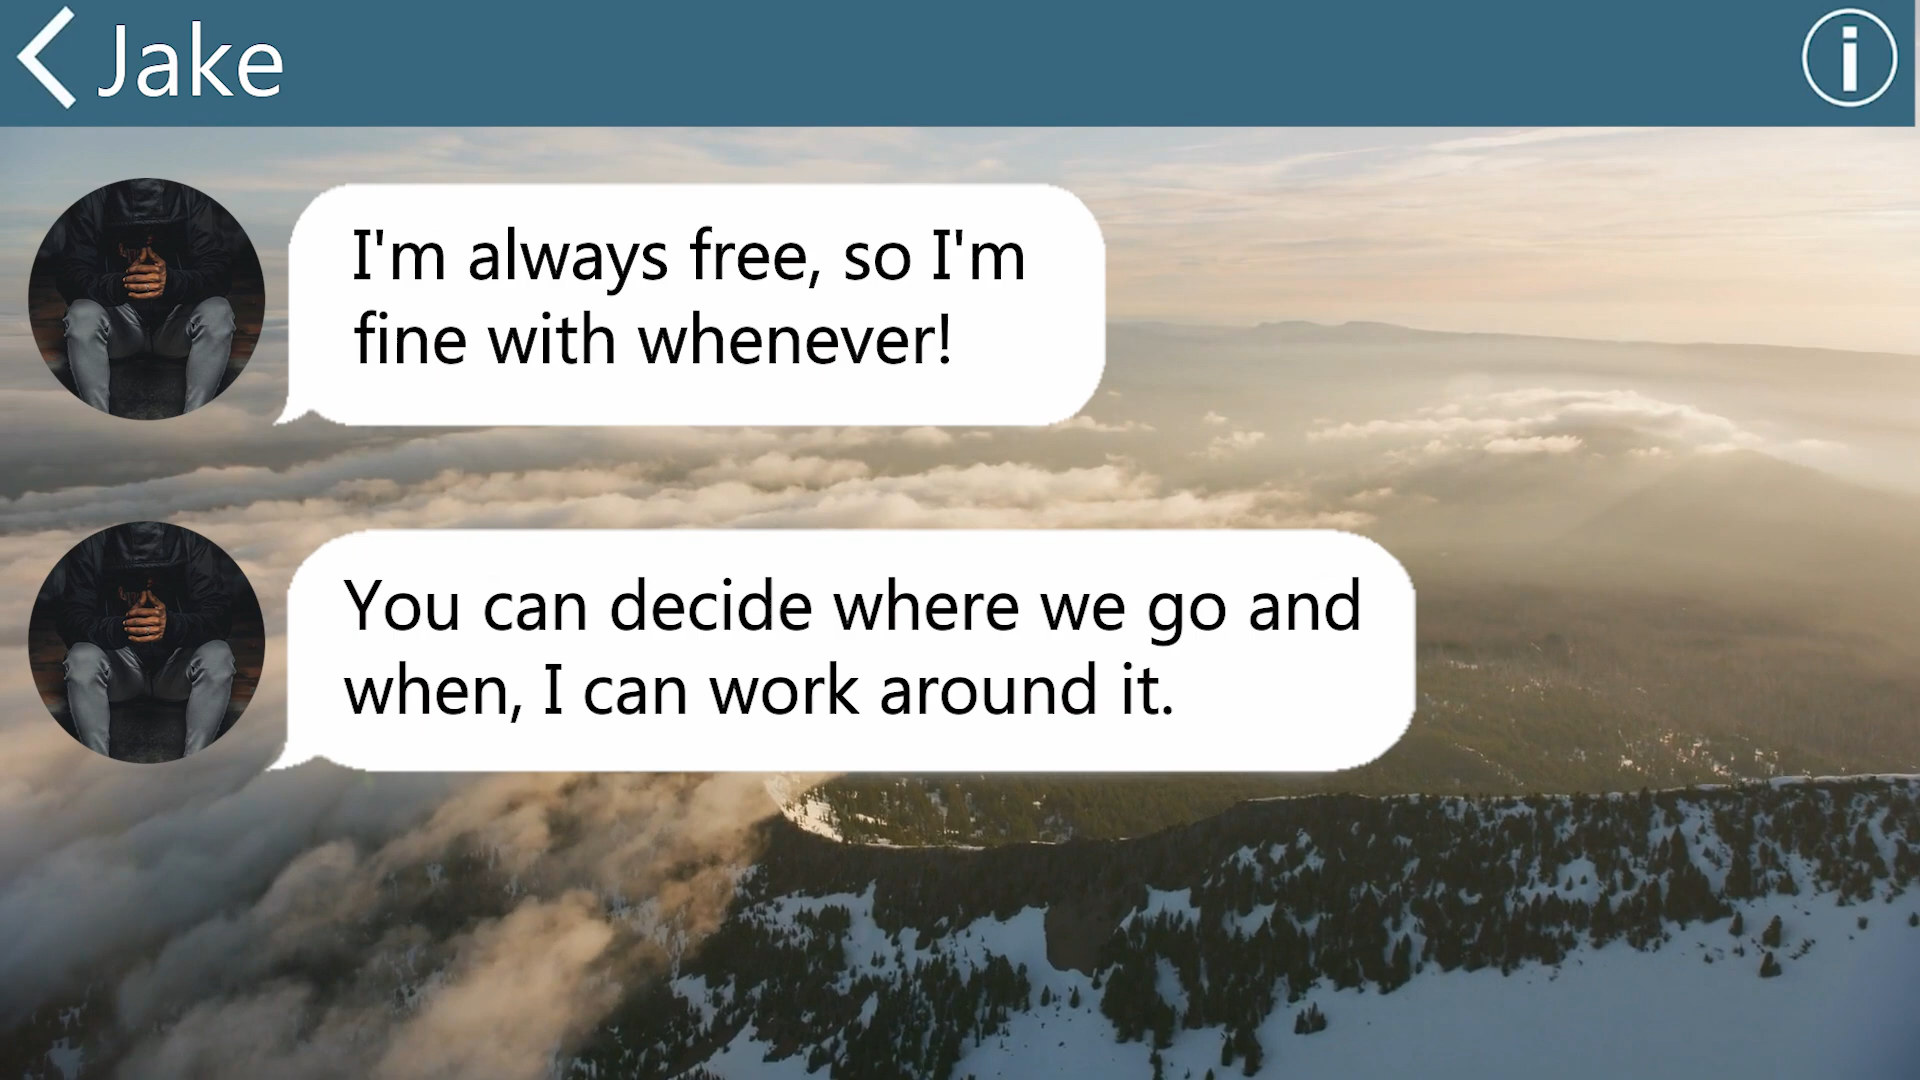 Jake
I'm always free, so I'm
fine with whenever!
You can decide where we go and
when, I can work around it.